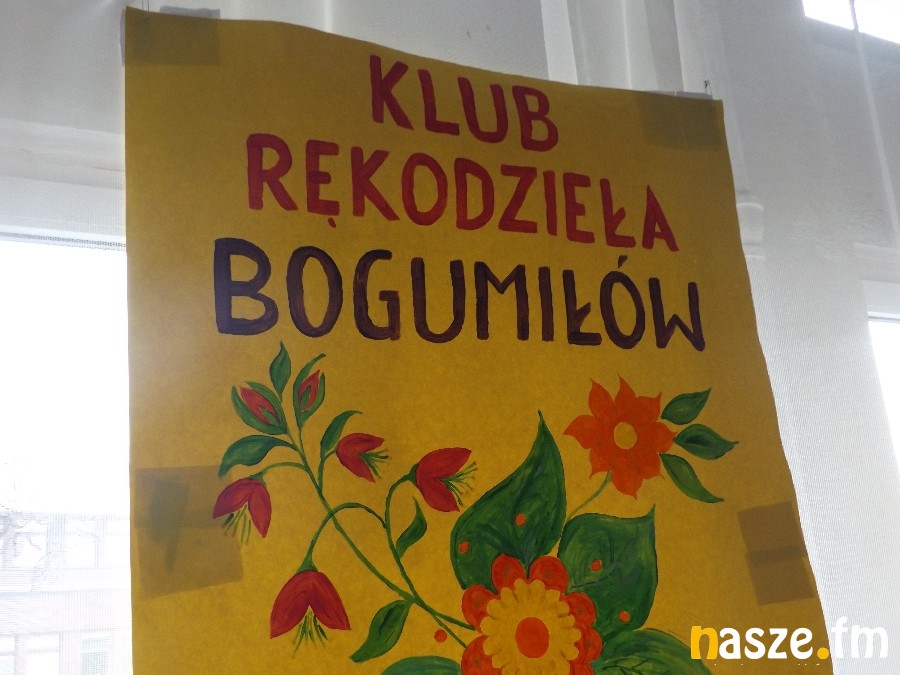 KLUB
RĘKODZIEŁA
BOGUMIŁÓW
nasze.fm